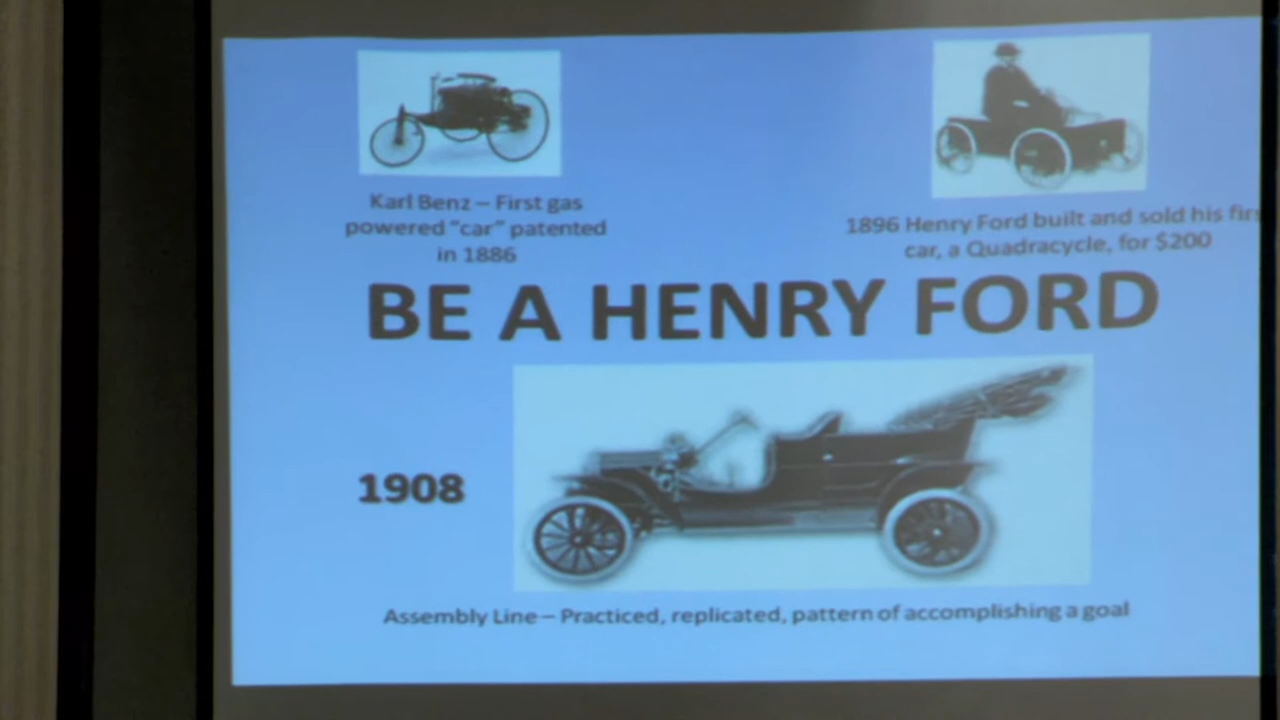 Karl Benz – First gas
powered "car" patented
in 1886
1896 Henry Ford built and sold his
car, a Quadracycle, for $200
BE A HENRY FORD
1908
Assembly Line – Practiced, replicated, pattern of accomplishing a goal